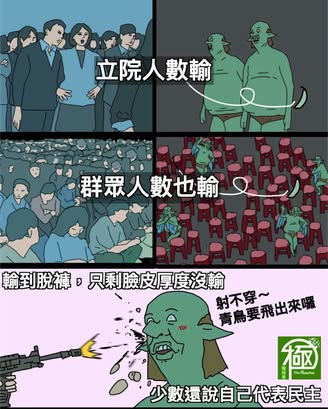 立院人數輸
群眾人數也輸
輸到脫褲，只剩臉皮厚度沒輸
射不穿～
青鳥要飛出來囉
極
少數還說自己代表民主